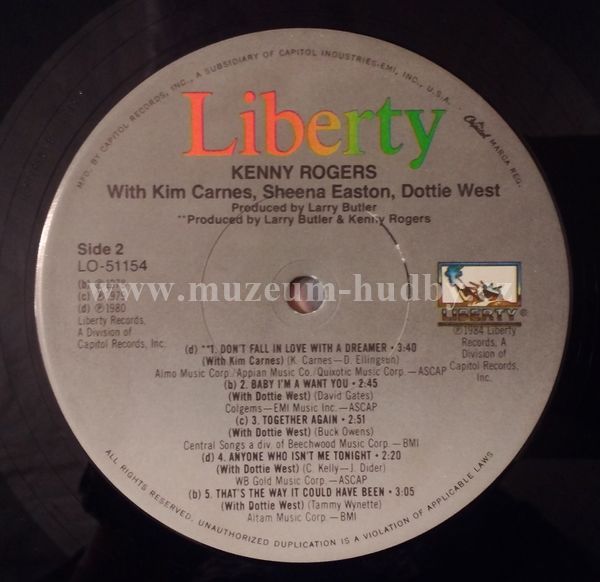 MFD. BY CAPITOL RECORDS, INC., A SUBSIDIARY OF CAPITOL INDUSTRIES-EMI, INC., U.S.A. • Capitol MARCA REG.
Liberty
KENNY ROGERS
With Kim Carnes, Sheena Easton, Dottie West
Produced by Larry Butler
**Produced by Larry Butler & Kenny Rogers
Side 2
LO-51154
(b) ℗1978
(c) ℗1979
(d) ℗1980
Liberty Records,
A Division of
Capitol Records, Inc.
www.muzeum-hudby.cz
LIBERTY®
℗1984 Liberty
Records, A
Division of
Capitol Records,
Inc.
(d) **1. DON'T FALL IN LOVE WITH A DREAMER • 3:40
(With Kim Carnes) (K. Carnes—D. Ellingson)
Almo Music Corp./Appian Music Co./Quixotic Music Corp.—ASCAP
(b) 2. BABY I'M A WANT YOU • 2:45
(With Dottie West) (David Gates)
Colgems—EMI Music Inc.—ASCAP
(c) 3. TOGETHER AGAIN • 2:51
(With Dottie West) (Buck Owens)
Central Songs a div. of Beechwood Music Corp.—BMI
(d) 4. ANYONE WHO ISN'T ME TONIGHT • 2:20
(With Dottie West) (C. Kelly—J. Didier)
WB Gold Music Corp.—ASCAP
(b) 5. THAT'S THE WAY IT COULD HAVE BEEN • 3:05
(With Dottie West) (Tammy Wynette)
Altam Music Corp.—BMI
ALL RIGHTS RESERVED. UNAUTHORIZED DUPLICATION IS A VIOLATION OF APPLICABLE LAWS